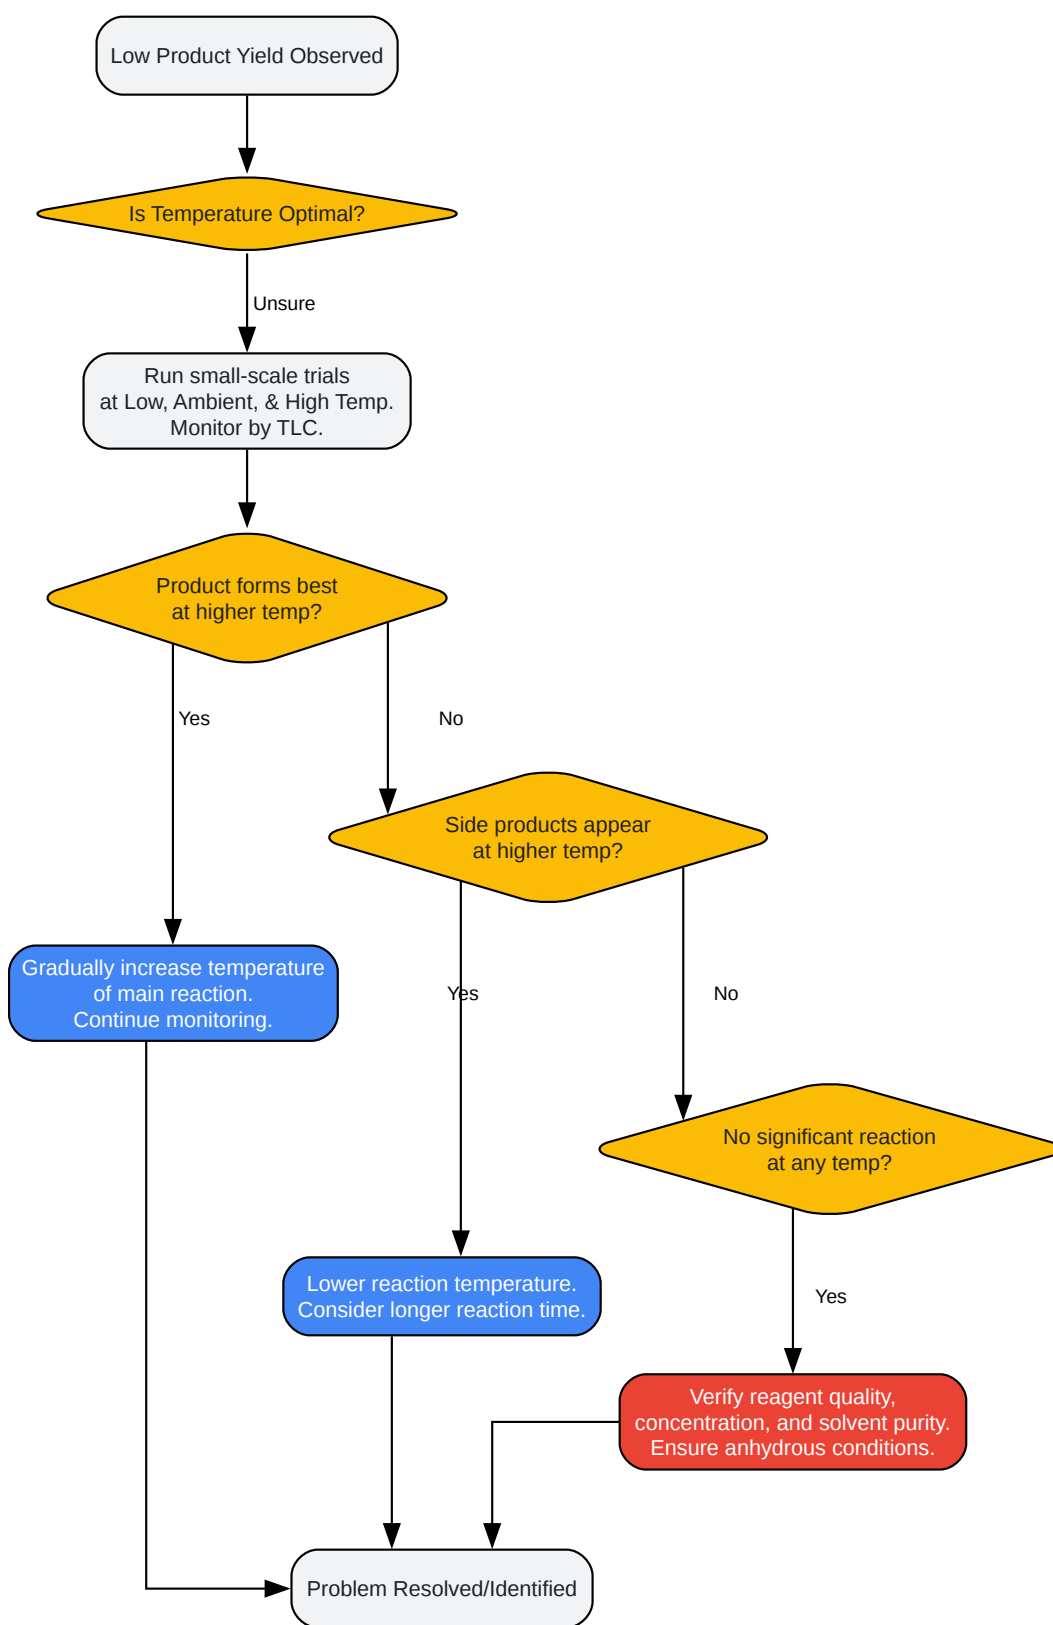 Low Product Yield Observed
Is Temperature Optimal?
Unsure
Run small-scale trials
at Low, Ambient, & High Temp.
Monitor by TLC.
Product forms best
at higher temp?
Yes
No
Side products appear
at higher temp?
Gradually increase temperature
of main reaction.
Continue monitoring.
Yes
No
No significant reaction
at any temp?
Lower reaction temperature.
Consider longer reaction time.
Yes
Verify reagent quality,
concentration, and solvent purity.
Ensure anhydrous conditions.
Problem Resolved/Identified